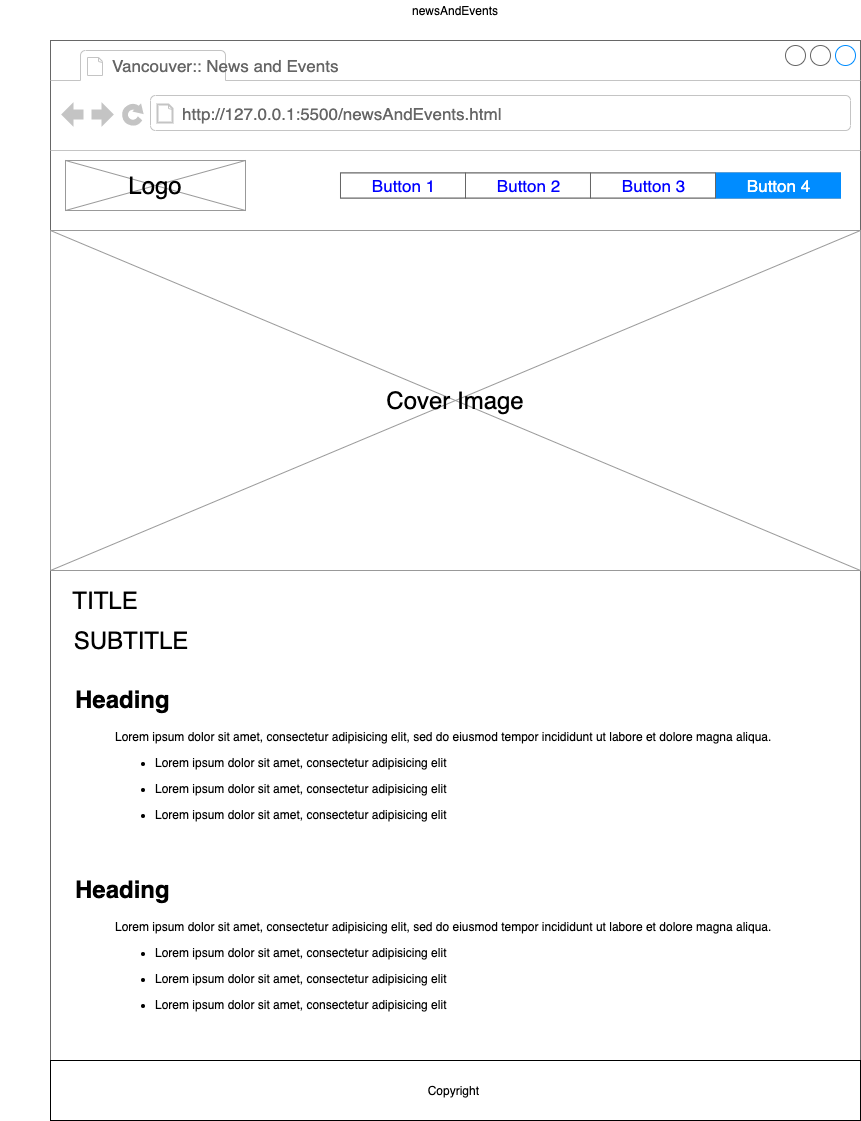 newsAndEvents
Vancouver:: News and Events
http://127.0.0.1:5500/newsAndEvents.html
Logo
Button 1
Button 2
Button 3
Button 4
Cover Image
TITLE
SUBTITLE
Heading
Lorem ipsum dolor sit amet, consectetur adipisicing elit, sed do eiusmod tempor incididunt ut labore et dolore magna aliqua.
• Lorem ipsum dolor sit amet, consectetur adipisicing elit
• Lorem ipsum dolor sit amet, consectetur adipisicing elit
• Lorem ipsum dolor sit amet, consectetur adipisicing elit
Heading
Lorem ipsum dolor sit amet, consectetur adipisicing elit, sed do eiusmod tempor incididunt ut labore et dolore magna aliqua.
• Lorem ipsum dolor sit amet, consectetur adipisicing elit
• Lorem ipsum dolor sit amet, consectetur adipisicing elit
• Lorem ipsum dolor sit amet, consectetur adipisicing elit
Copyright